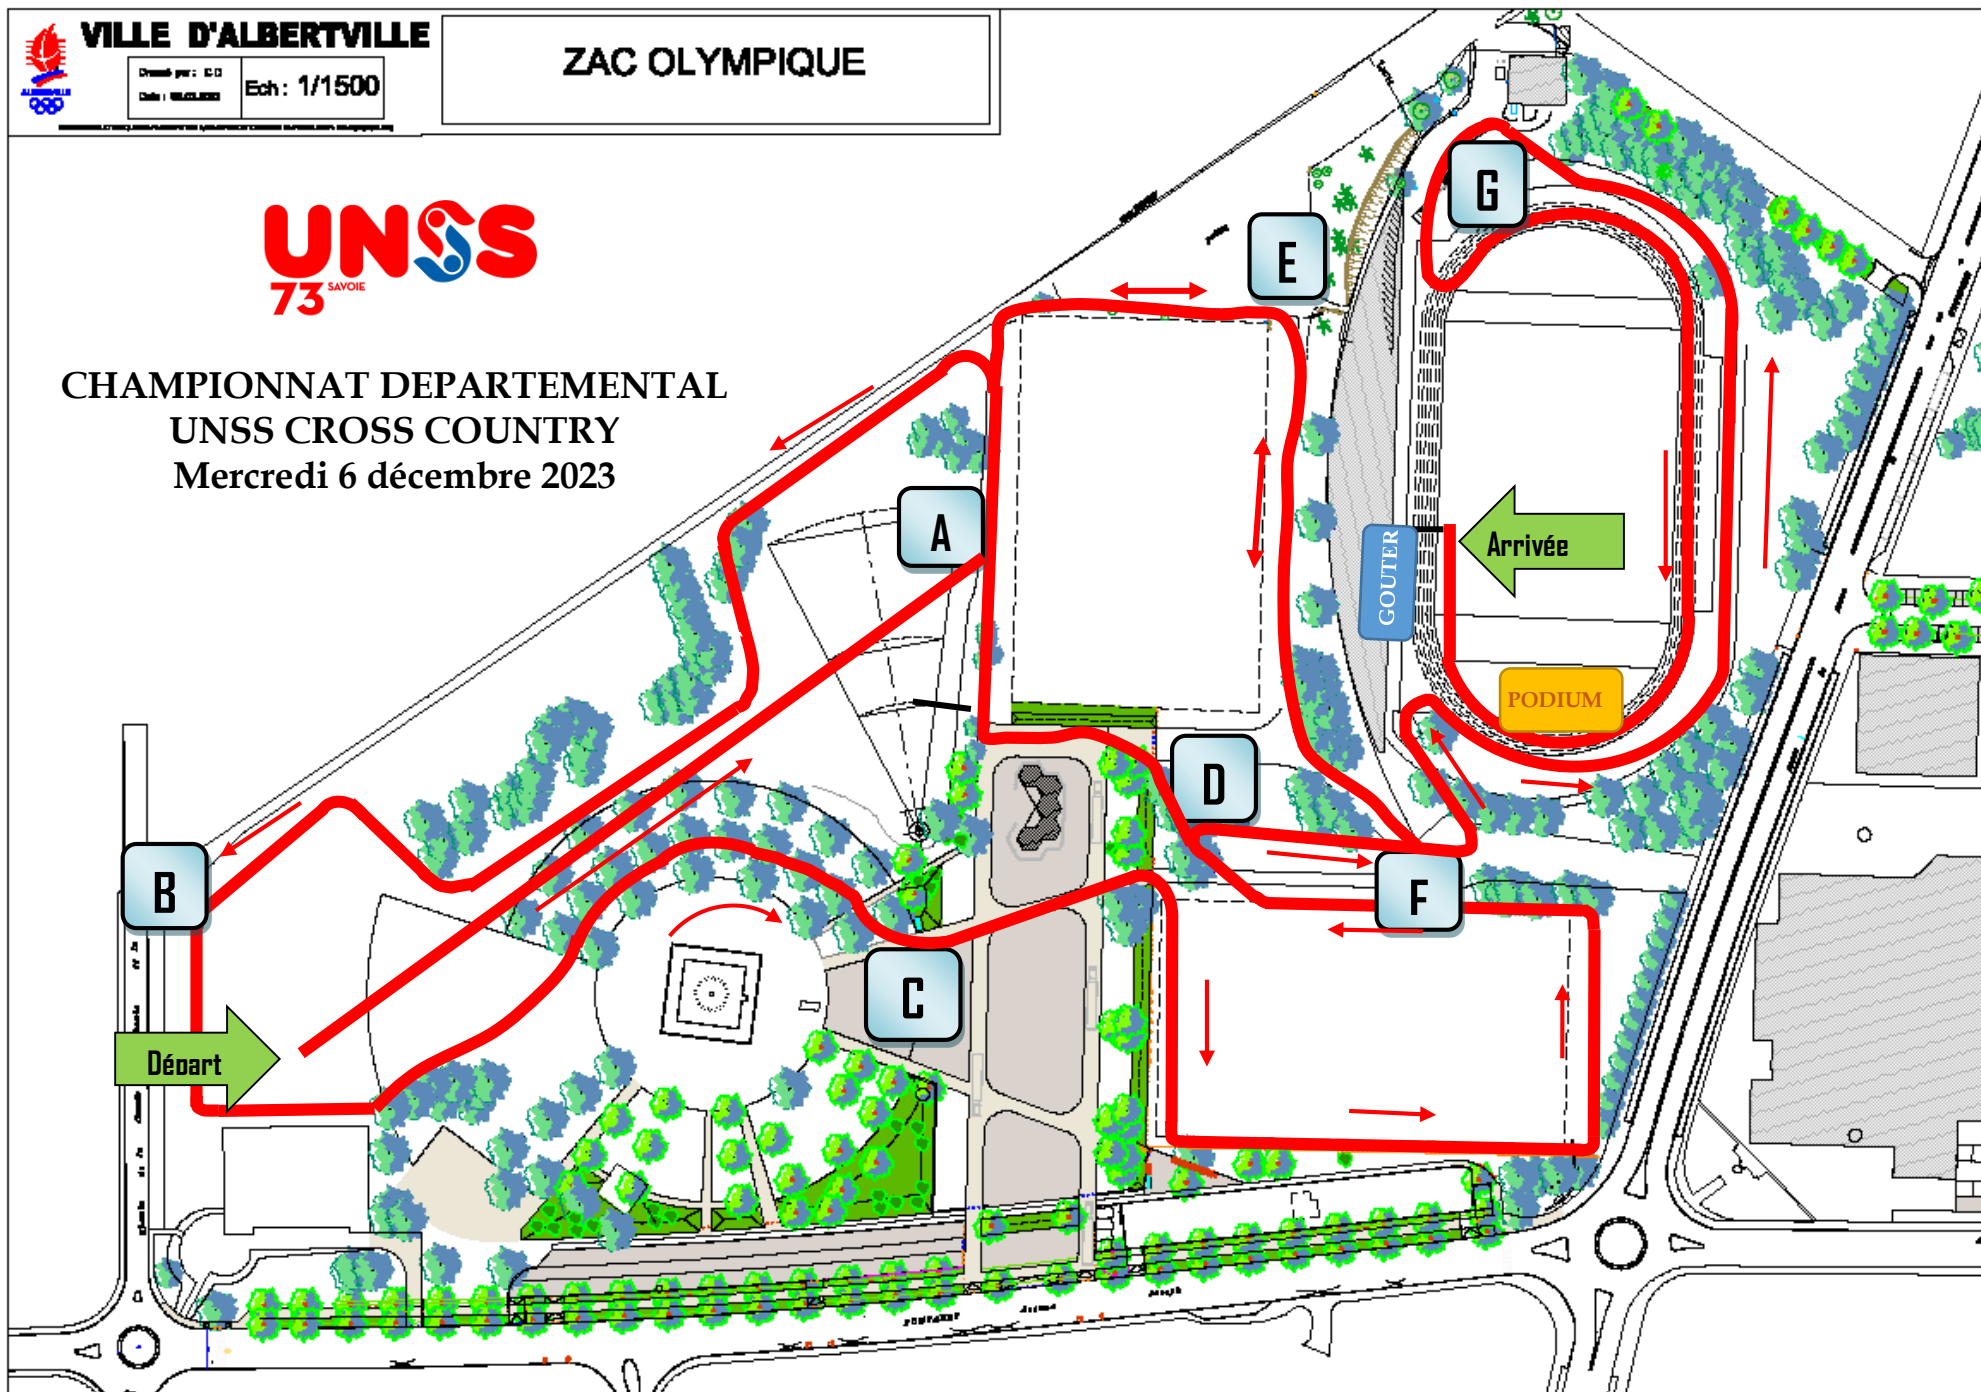 VILLE D'ALBERTVILLE
Ech : 1/1500
ZAC OLYMPIQUE
ALBERTVILLE
UNSS
73 SAVOIE
CHAMPIONNAT DEPARTEMENTAL
UNSS CROSS COUNTRY
Mercredi 6 décembre 2023
G
E
A
Arrivée
GOUTER
PODIUM
D
B
F
C
Départ